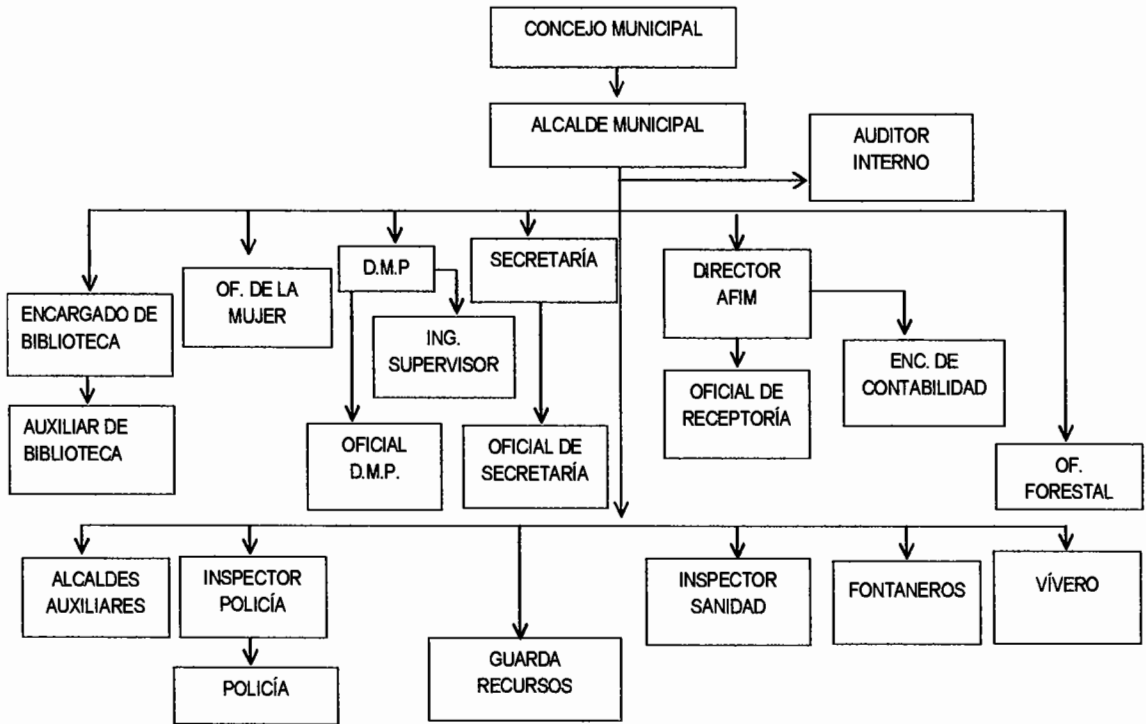 CONCEJO MUNICIPAL
ALCALDE MUNICIPAL
AUDITOR
INTERNO
ENCARGADO DE
BIBLIOTECA
OF. DE LA
MUJER
D.M.P
SECRETARÍA
DIRECTOR
AFIM
ING.
SUPERVISOR
ENC. DE
CONTABILIDAD
AUXILIAR DE
BIBLIOTECA
OFICIAL
D.M.P.
OFICIAL DE
SECRETARÍA
OFICIAL DE
RECEPTORÍA
OF.
FORESTAL
ALCALDES
AUXILIARES
INSPECTOR
POLICÍA
GUARDA
RECURSOS
INSPECTOR
SANIDAD
FONTANEROS
VÍVERO
POLICÍA